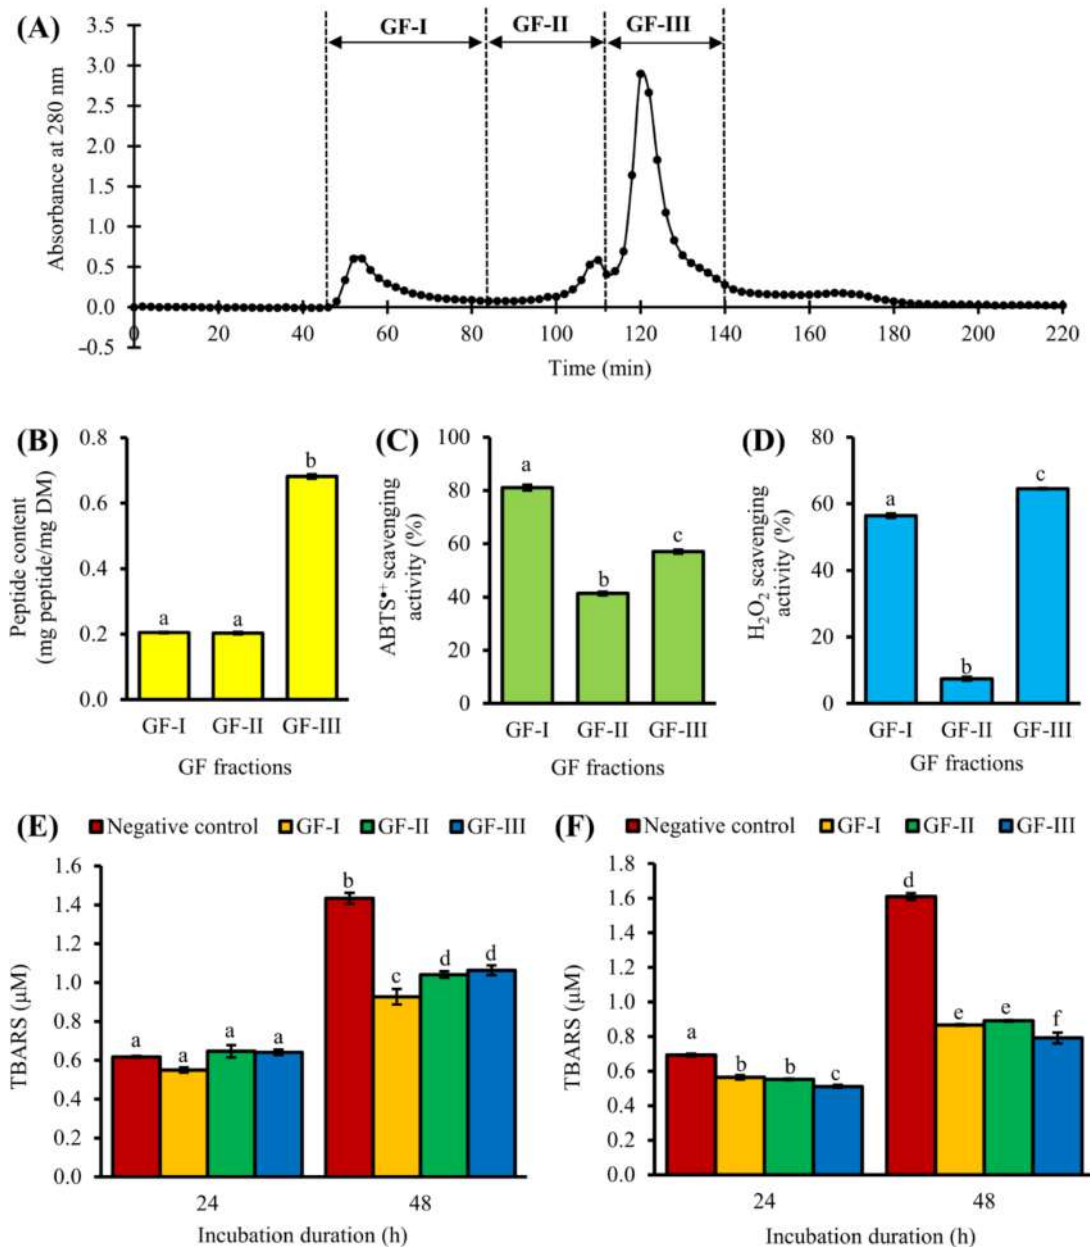 (A)
GF-I GF-II GF-III
Absorbance at 280 nm
3.5
3.0
2.5
2.0
1.5
1.0
0.5
0.0
−0.5
0 20 40 60 80 100 120 140 160 180 200 220
Time (min)
(B)
Peptide content
(mg peptide/mg DM)
0.8
0.6
0.4
0.2
0.0
a a b
GF-I GF-II GF-III
GF fractions
(C)
ABTS•+ scavenging
activity (%)
100
80
60
40
20
0
a b c
GF-I GF-II GF-III
GF fractions
(D)
H2O2 scavenging
activity (%)
80
60
40
20
0
a b c
GF-I GF-II GF-III
GF fractions
(E)
Negative control GF-I GF-II GF-III
TBARS (µM)
1.6
1.4
1.2
1.0
0.8
0.6
0.4
0.2
0.0
a a a a b c d d
24 48
Incubation duration (h)
(F)
Negative control GF-I GF-II GF-III
TBARS (µM)
1.8
1.6
1.4
1.2
1.0
0.8
0.6
0.4
0.2
0.0
a b b c d e e f
24 48
Incubation duration (h)